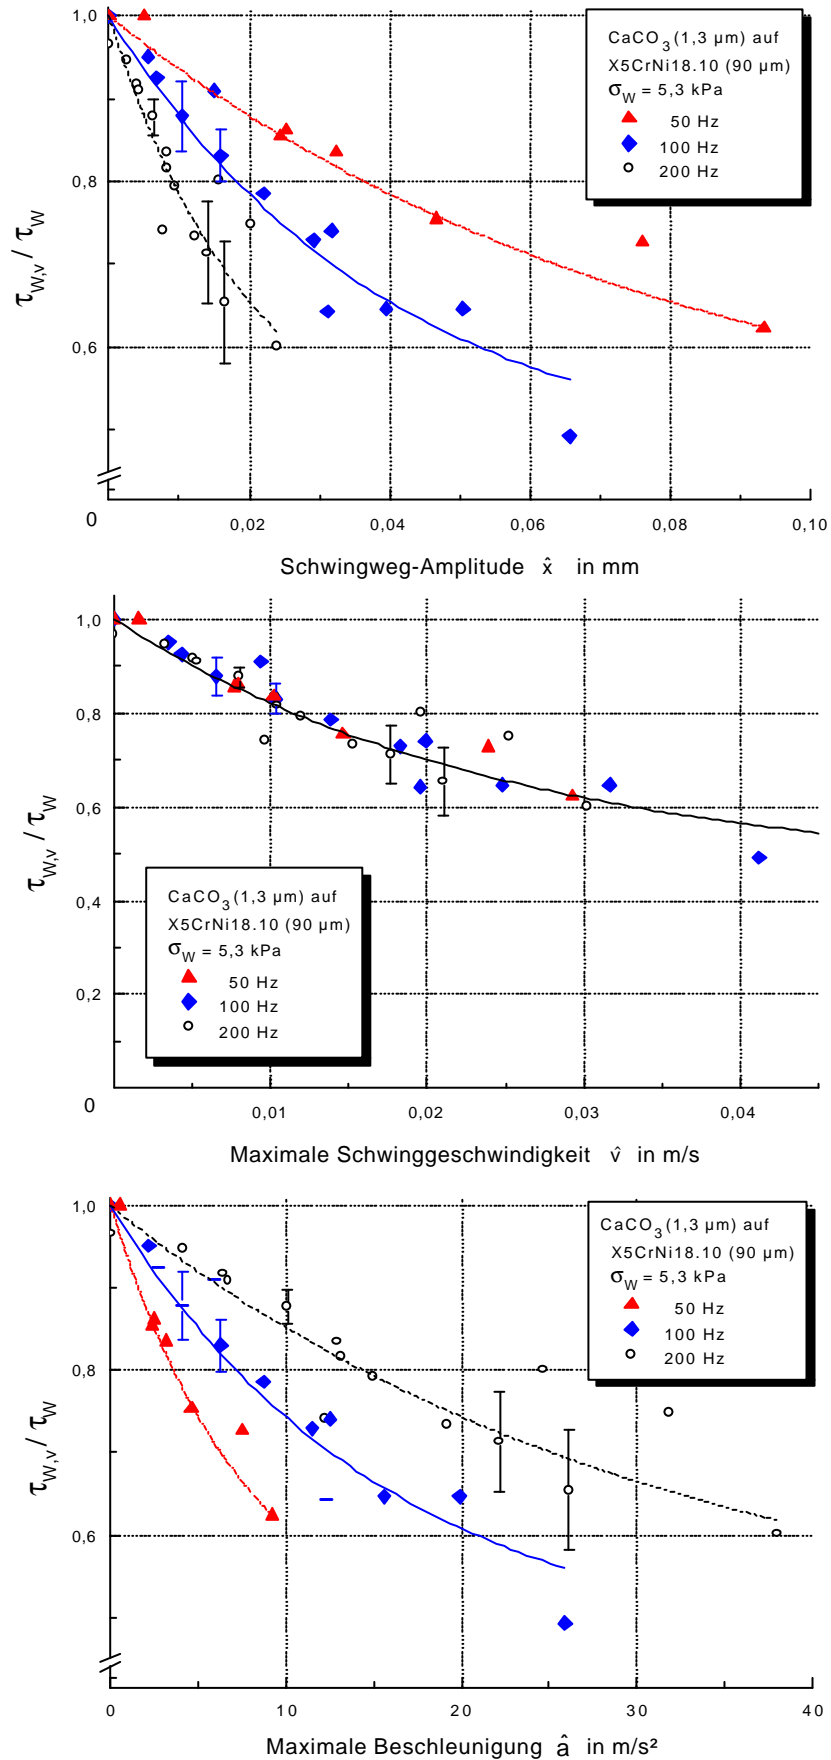 1,0
0,8
0,6
0
0,02
0,04
0,06
0,08
0,10
τW,v / τW
CaCO3 (1,3 µm) auf
X5CrNi18.10 (90 µm)
σW = 5,3 kPa
50 Hz
100 Hz
200 Hz
Schwingweg-Amplitude x̂ in mm
1,0
0,8
0,6
0,4
0,2
0
0,01
0,02
0,03
0,04
τW,v / τW
CaCO3 (1,3 µm) auf
X5CrNi18.10 (90 µm)
σW = 5,3 kPa
50 Hz
100 Hz
200 Hz
Maximale Schwinggeschwindigkeit v̂ in m/s
1,0
0,8
0,6
0
10
20
30
40
τW,v / τW
CaCO3 (1,3 µm) auf
X5CrNi18.10 (90 µm)
σW = 5,3 kPa
50 Hz
100 Hz
200 Hz
Maximale Beschleunigung â in m/s²